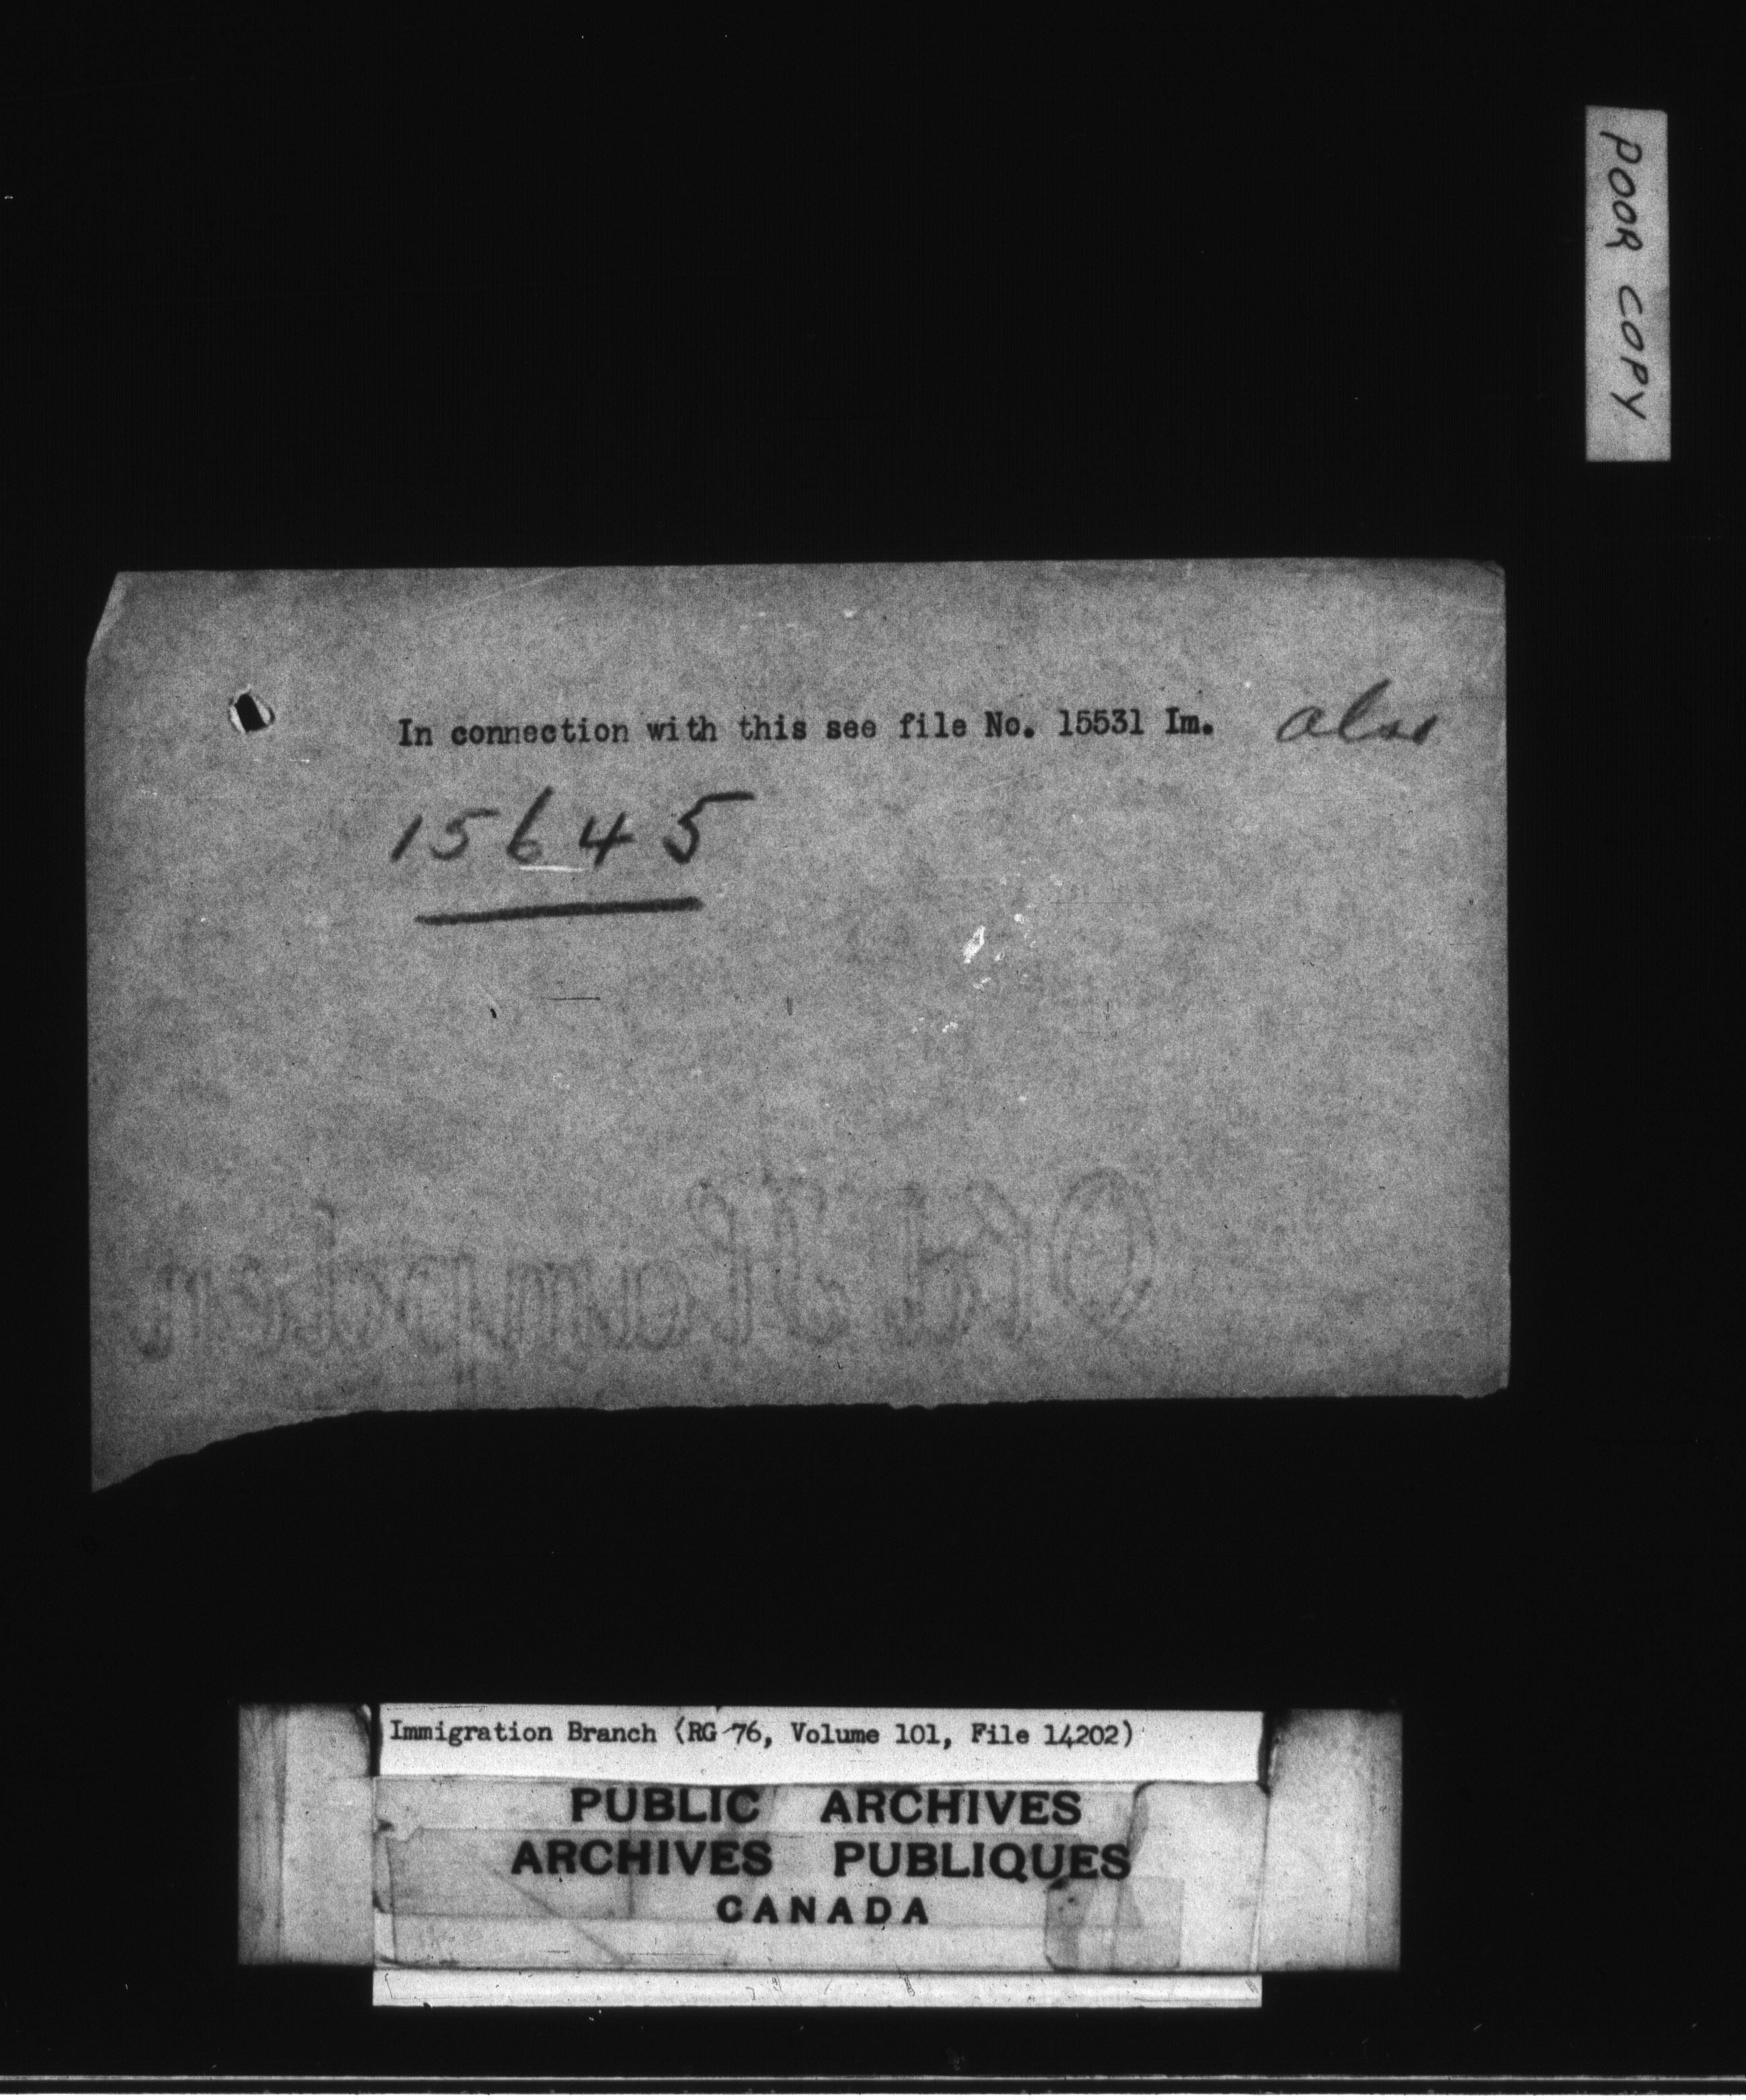 POOR COPY
In connection with this see file No. 15531 Im. also
15645
Immigration Branch (RG 76, Volume 101, File 14202)
PUBLIC ARCHIVES
ARCHIVES PUBLIQUES
CANADA